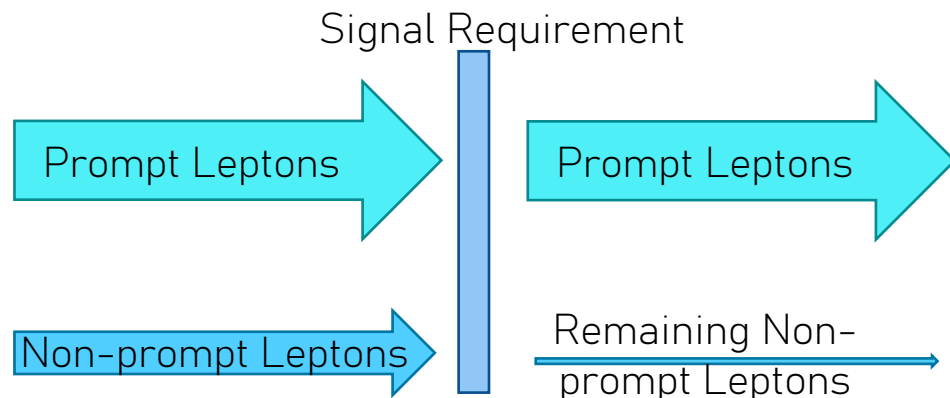 Signal Requirement
Prompt Leptons
Prompt Leptons
Non-prompt Leptons
Remaining Non-
prompt Leptons